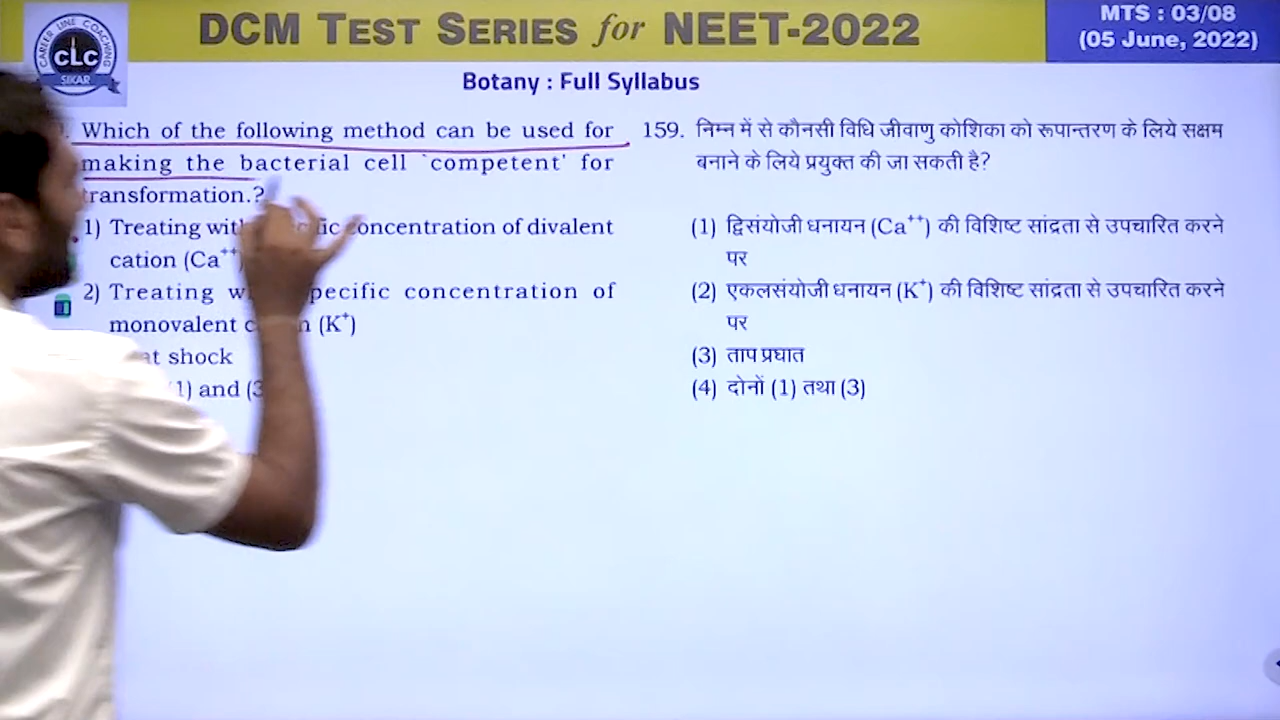 DCM TEST SERIES for NEET-2022
MTS : 03/08
(05 June, 2022)
CAREER LINE COACHING
CLC
SIKAR
Botany : Full Syllabus
Which of the following method can be used for
making the bacterial cell `competent' for
transformation.?
1) Treating with concentration of divalent
cation (Ca++)
2) Treating specific concentration of
monovalent (K+)
shock
1) and (3
159. निम्न में से कौनसी विधि जीवाणु कोशिका को रूपान्तरण के लिये सक्षम
बनाने के लिये प्रयुक्त की जा सकती है?
(1) द्विसंयोजी धनायन (Ca++) की विशिष्ट सांद्रता से उपचारित करने
पर
(2) एकलसंयोजी धनायन (K+) की विशिष्ट सांद्रता से उपचारित करने
पर
(3) ताप प्रघात
(4) दोनों (1) तथा (3)